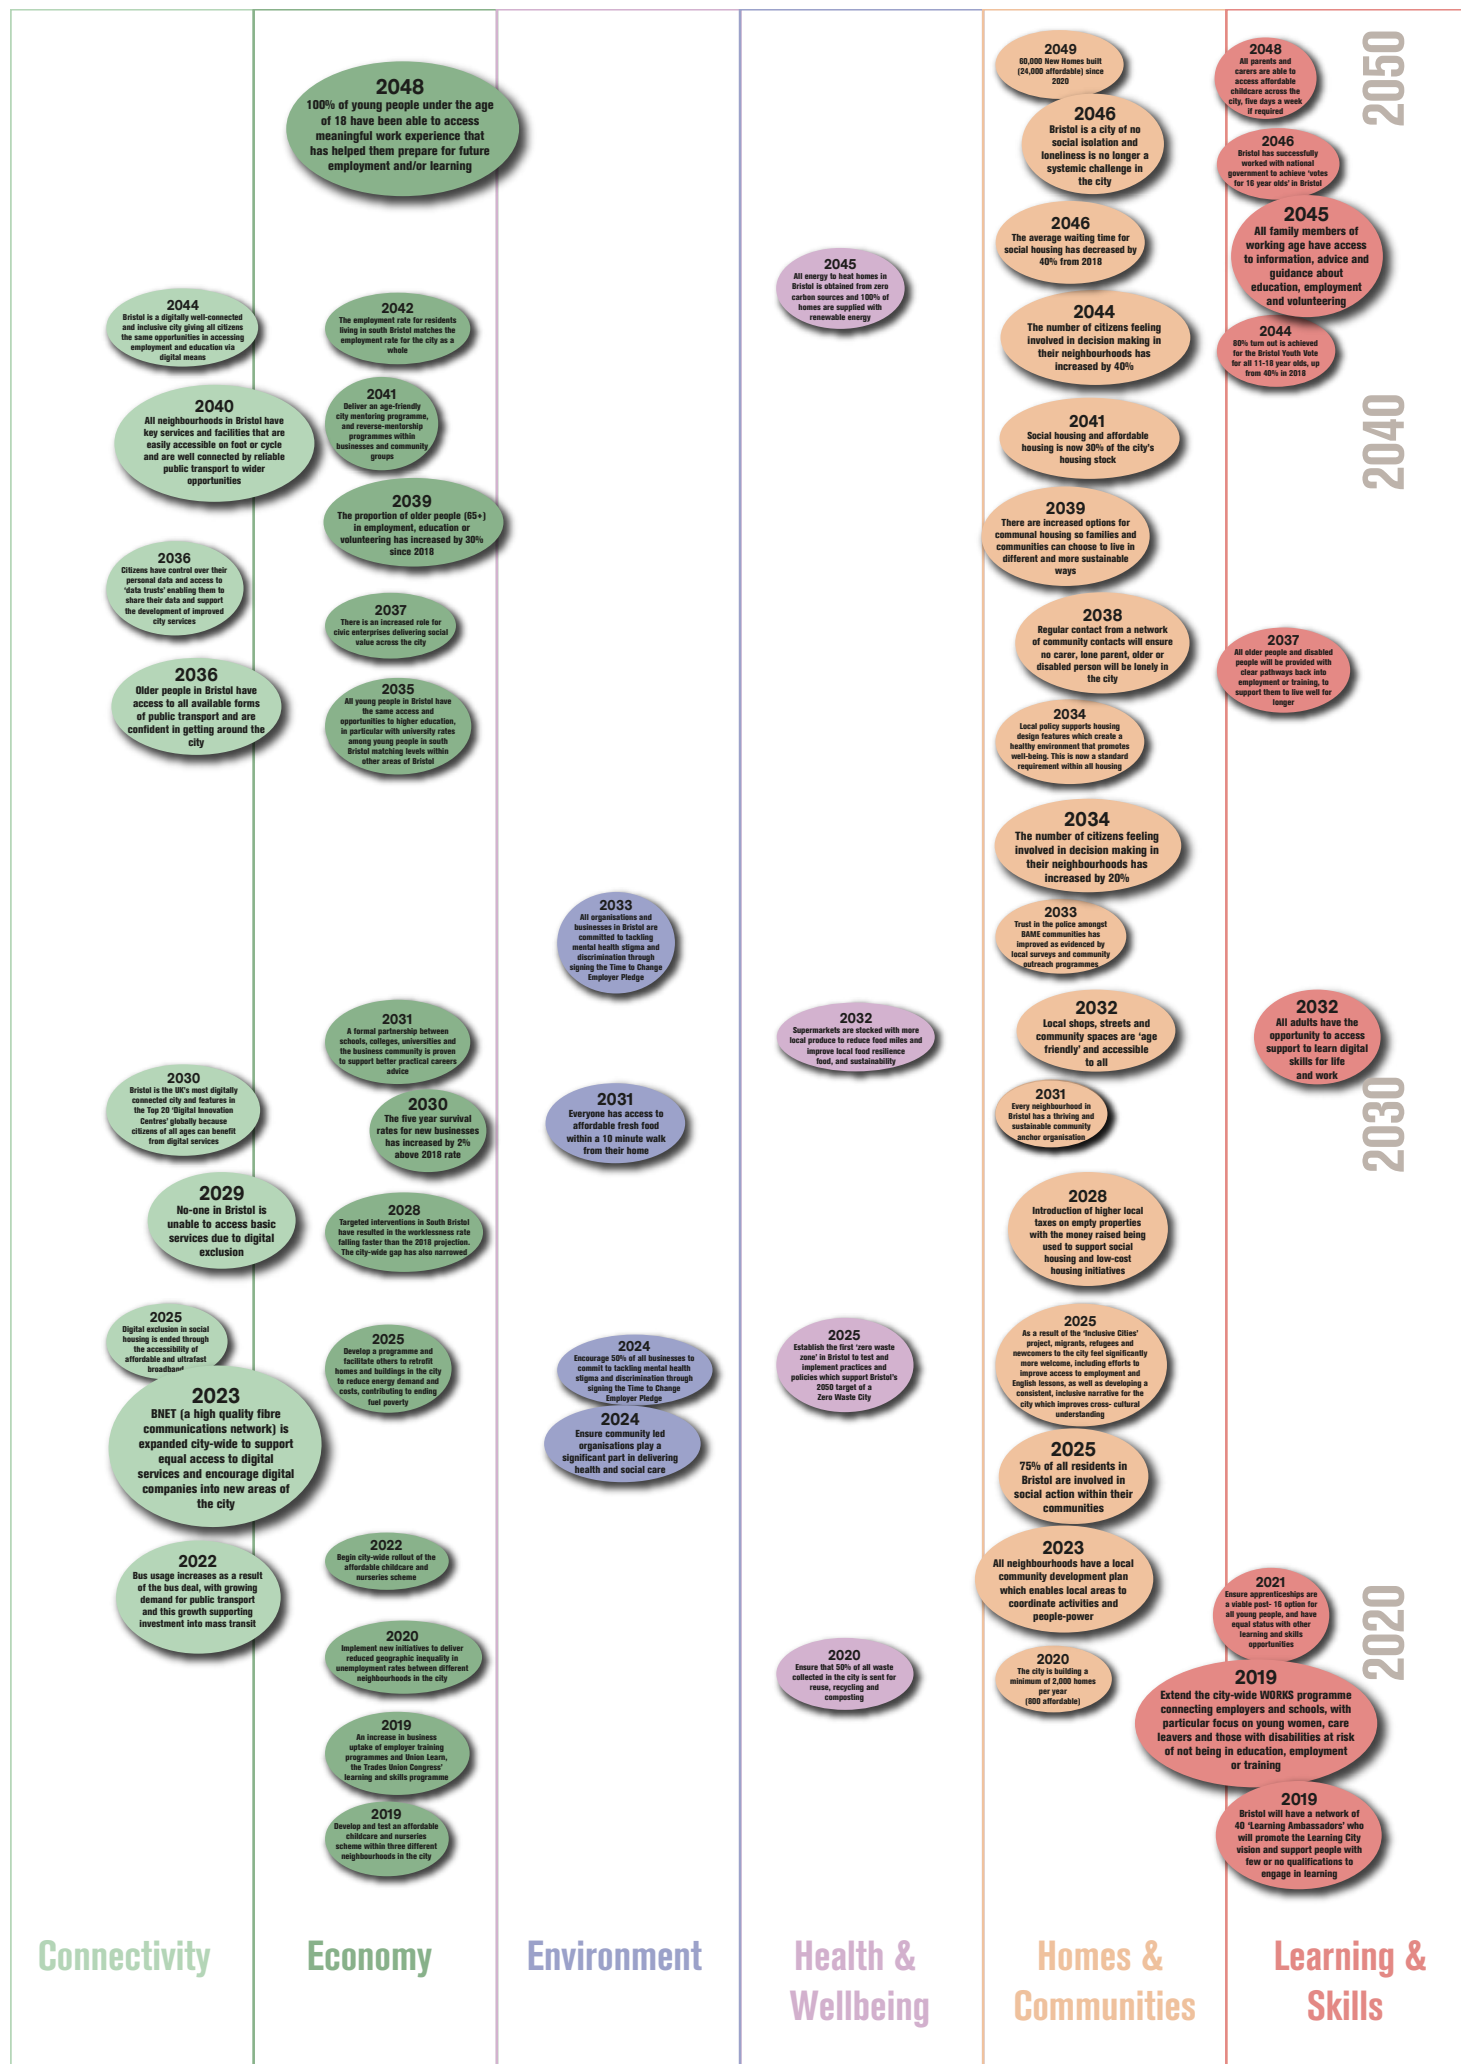 2044
Bristol is a digitally well-connected
and inclusive city giving all citizens
the same opportunities in accessing
employment and education via
digital means
2040
All neighbourhoods in Bristol have
key services and facilities that are
easily accessible on foot or cycle
and are well connected by reliable
public transport to wider
opportunities
2036
Citizens have control over their
personal data and access to
‘data trusts’ enabling them to
share their data and support
the development of improved
city services
2036
Older people in Bristol have
access to all available forms
of public transport and are
confident in getting around the
city
2030
Bristol is the UK’s most digitally
connected city and features in
the Top 20 ‘Digital Innovation
Centres’ globally because
citizens of all ages can benefit
from digital services
2029
No-one in Bristol is
unable to access basic
services due to digital
exclusion
2025
Digital exclusion in social
housing is ended through
the accessibility of
affordable and ultrafast
broadband
2023
BNET (a high quality fibre
communications network) is
expanded city-wide to support
equal access to digital
services and encourage digital
companies into new areas of
the city
2022
Bus usage increases as a result
of the bus deal, with growing
demand for public transport
and this growth supporting
investment into mass transit
Connectivity
2048
100% of young people under the age
of 18 have been able to access
meaningful work experience that
has helped them prepare for future
employment and/or learning
2042
The employment rate for residents
living in south Bristol matches the
employment rate for the city as a
whole
2041
Deliver an age-friendly
city mentoring programme,
and reverse-mentorship
programmes within
businesses and community
groups
2039
The proportion of older people (65+)
in employment, education or
volunteering has increased by 30%
since 2018
2037
There is an increased role for
civic enterprises delivering social
value across the city
2035
All young people in Bristol have
the same access and
opportunities to higher education,
in particular with university rates
among young people in south
Bristol matching levels within
other areas of Bristol
2031
A formal partnership between
schools, colleges, universities and
the business community is proven
to support better practical careers
advice
2030
The five year survival
rates for new businesses
has increased by 2%
above 2018 rate
2028
Targeted interventions in South Bristol
have resulted in the worklessness rate
falling faster than the 2018 projection.
The city-wide gap has also narrowed
2025
Develop a programme and
facilitate others to retrofit
homes and buildings in the city
to reduce energy demand and
costs, contributing to ending
fuel poverty
2022
Begin city-wide rollout of the
affordable childcare and
nurseries scheme
2020
Implement new initiatives to deliver
reduced geographic inequality in
unemployment rates between different
neighbourhoods in the city
2019
An increase in business
uptake of employer training
programmes and Union Learn,
the Trades Union Congress’
learning and skills programme
2019
Develop and test an affordable
childcare and nurseries
scheme within three different
neighbourhoods in the city
Economy
2033
All organisations and
businesses in Bristol are
committed to tackling
mental health stigma and
discrimination through
signing the Time to Change
Employer Pledge
2031
Everyone has access to
affordable fresh food
within a 10 minute walk
from their home
2024
Encourage 50% of all businesses to
commit to tackling mental health
stigma and discrimination through
signing the Time to Change
Employer Pledge
2024
Ensure community led
organisations play a
significant part in delivering
health and social care
Environment
2045
All energy to heat homes in
Bristol is obtained from zero
carbon sources and 100% of
homes are supplied with
renewable energy
2032
Supermarkets are stocked with more
local produce to reduce food miles and
improve local food resilience
food, and sustainability
2025
Establish the first ‘zero waste
zone’ in Bristol to test and
implement practices and
policies which support Bristol’s
2050 target of a
Zero Waste City
2020
Ensure that 50% of all waste
collected in the city is sent for
reuse, recycling and
composting
Health &
Wellbeing
2049
60,000 New Homes built
(24,000 affordable) since
2020
2046
Bristol is a city of no
social isolation and
loneliness is no longer a
systemic challenge in
the city
2046
The average waiting time for
social housing has decreased by
40% from 2018
2044
The number of citizens feeling
involved in decision making in
their neighbourhoods has
increased by 40%
2041
Social housing and affordable
housing is now 30% of the city’s
housing stock
2039
There are increased options for
communal housing so families and
communities can choose to live in
different and more sustainable
ways
2038
Regular contact from a network
of community contacts will ensure
no carer, lone parent, older or
disabled person will be lonely in
the city
2034
Local policy supports housing
design features which create a
healthy environment that promotes
well-being. This is now a standard
requirement within all housing
2034
The number of citizens feeling
involved in decision making in
their neighbourhoods has
increased by 20%
2033
Trust in the police amongst
BAME communities has
improved as evidenced by
local surveys and community
outreach programmes
2032
Local shops, streets and
community spaces are ‘age
friendly’ and accessible
to all
2031
Every neighbourhood in
Bristol has a thriving and
sustainable community
anchor organisation
2028
Introduction of higher local
taxes on empty properties
with the money raised being
used to support social
housing and low-cost
housing initiatives
2025
As a result of the ‘Inclusive Cities’
project, migrants, refugees and
newcomers to the city feel significantly
more welcome, including efforts to
improve access to employment and
English lessons, as well as developing a
consistent, inclusive narrative for the
city which improves cross- cultural
understanding
2025
75% of all residents in
Bristol are involved in
social action within their
communities
2023
All neighbourhoods have a local
community development plan
which enables local areas to
coordinate activities and
people-power
2020
The city is building a
minimum of 2,000 homes
per year
(800 affordable)
Homes &
Communities
2048
All parents and
carers are able to
access affordable
childcare across the
city, five days a week
if required
2046
Bristol has successfully
worked with national
government to achieve ‘votes
for 16 year olds’ in Bristol
2045
All family members of
working age have access
to information, advice and
guidance about
education, employment
and volunteering
2044
80% turn out is achieved
for the Bristol Youth Vote
for all 11-18 year olds, up
from 40% in 2018
2037
All older people and disabled
people will be provided with
clear pathways back into
employment or training, to
support them to live well for
longer
2032
All adults have the
opportunity to access
support to learn digital
skills for life
and work
2021
Ensure apprenticeships are
a viable post- 16 option for
all young people, and have
equal status with other
learning and skills
opportunities
2019
Extend the city-wide WORKS programme
connecting employers and schools, with
particular focus on young women, care
leavers and those with disabilities at risk
of not being in education, employment
or training
2019
Bristol will have a network of
40 ‘Learning Ambassadors’ who
will promote the Learning City
vision and support people with
few or no qualifications to
engage in learning
Learning &
Skills
2050
2040
2030
2020